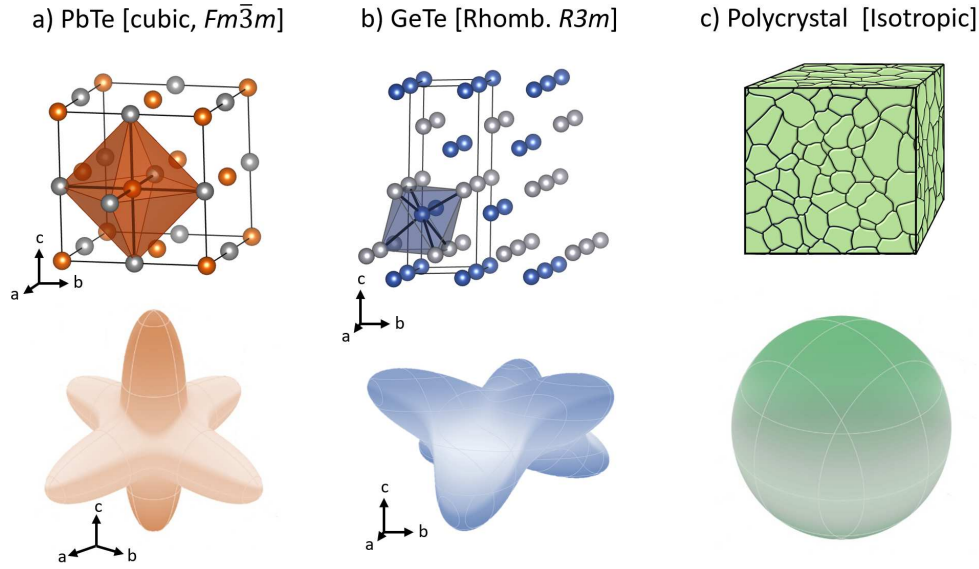 a) PbTe [cubic, Fm3̅m]
b) GeTe [Rhomb. R3m]
c) Polycrystal [Isotropic]
c
a
b
c
a
b
c
a
b
c
a
b